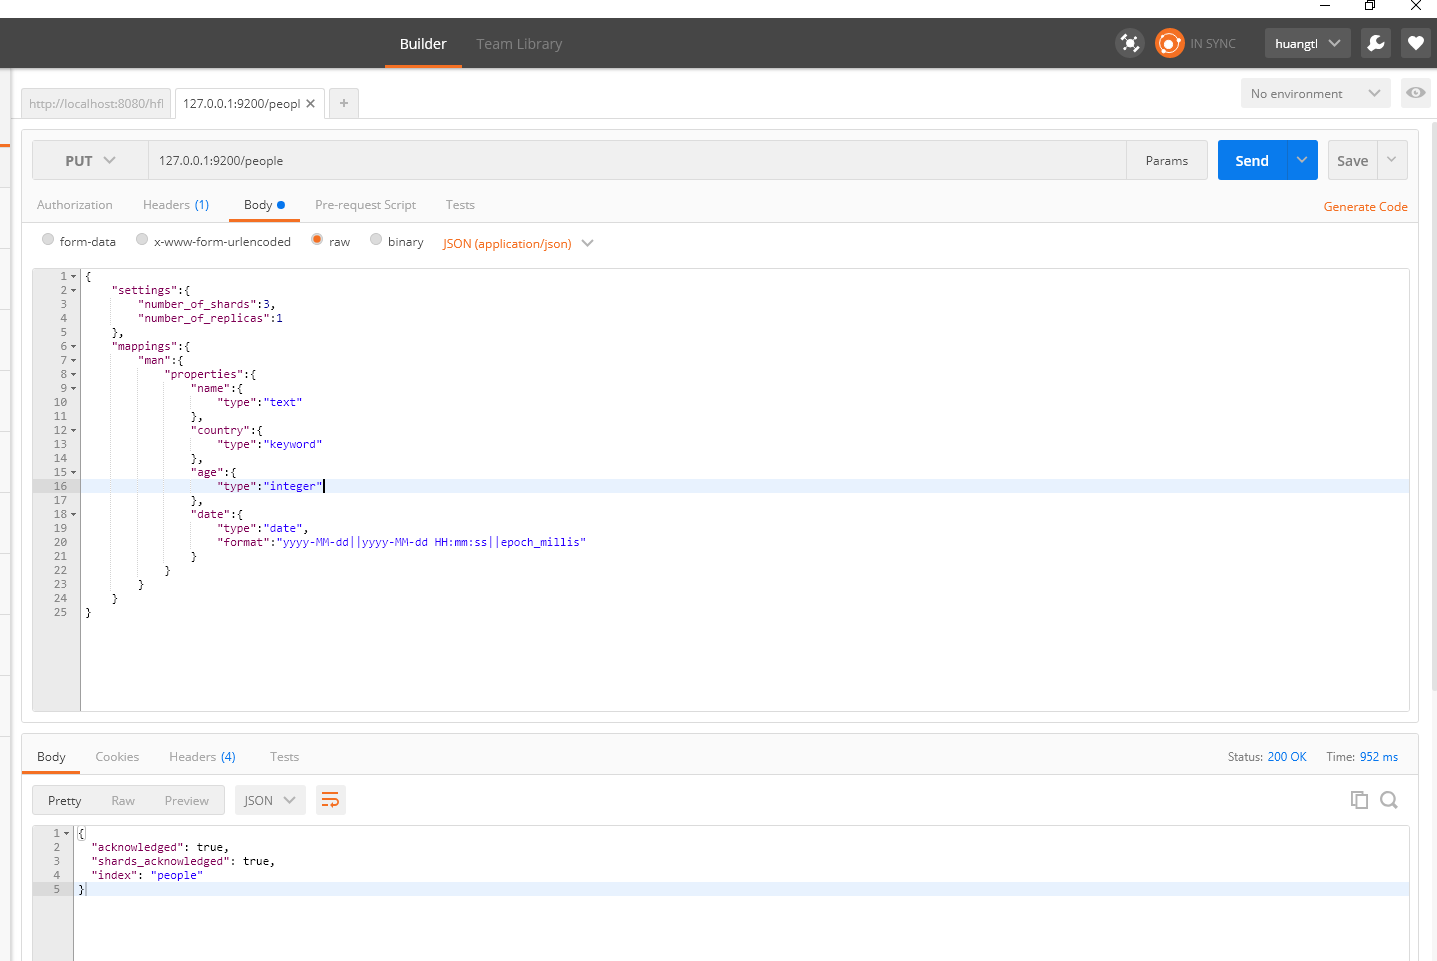 Builder Team Library IN SYNC huangtl
http://localhost:8080/hfl 127.0.0.1:9200/peopl No environment
PUT 127.0.0.1:9200/people Params Send Save
Authorization Headers (1) Body Pre-request Script Tests Generate Code
form-data x-www-form-urlencoded raw binary JSON (application/json)
1 {
2 "settings":{
3 "number_of_shards":3,
4 "number_of_replicas":1
5 },
6 "mappings":{
7 "man":{
8 "properties":{
9 "name":{
10 "type":"text"
11 },
12 "country":{
13 "type":"keyword"
14 },
15 "age":{
16 "type":"integer"
17 },
18 "date":{
19 "type":"date",
20 "format":"yyyy-MM-dd||yyyy-MM-dd HH:mm:ss||epoch_millis"
21 }
22 }
23 }
24 }
25 }
Body Cookies Headers (4) Tests Status: 200 OK Time: 952 ms
Pretty Raw Preview JSON
1 {
2 "acknowledged": true,
3 "shards_acknowledged": true,
4 "index": "people"
5 }